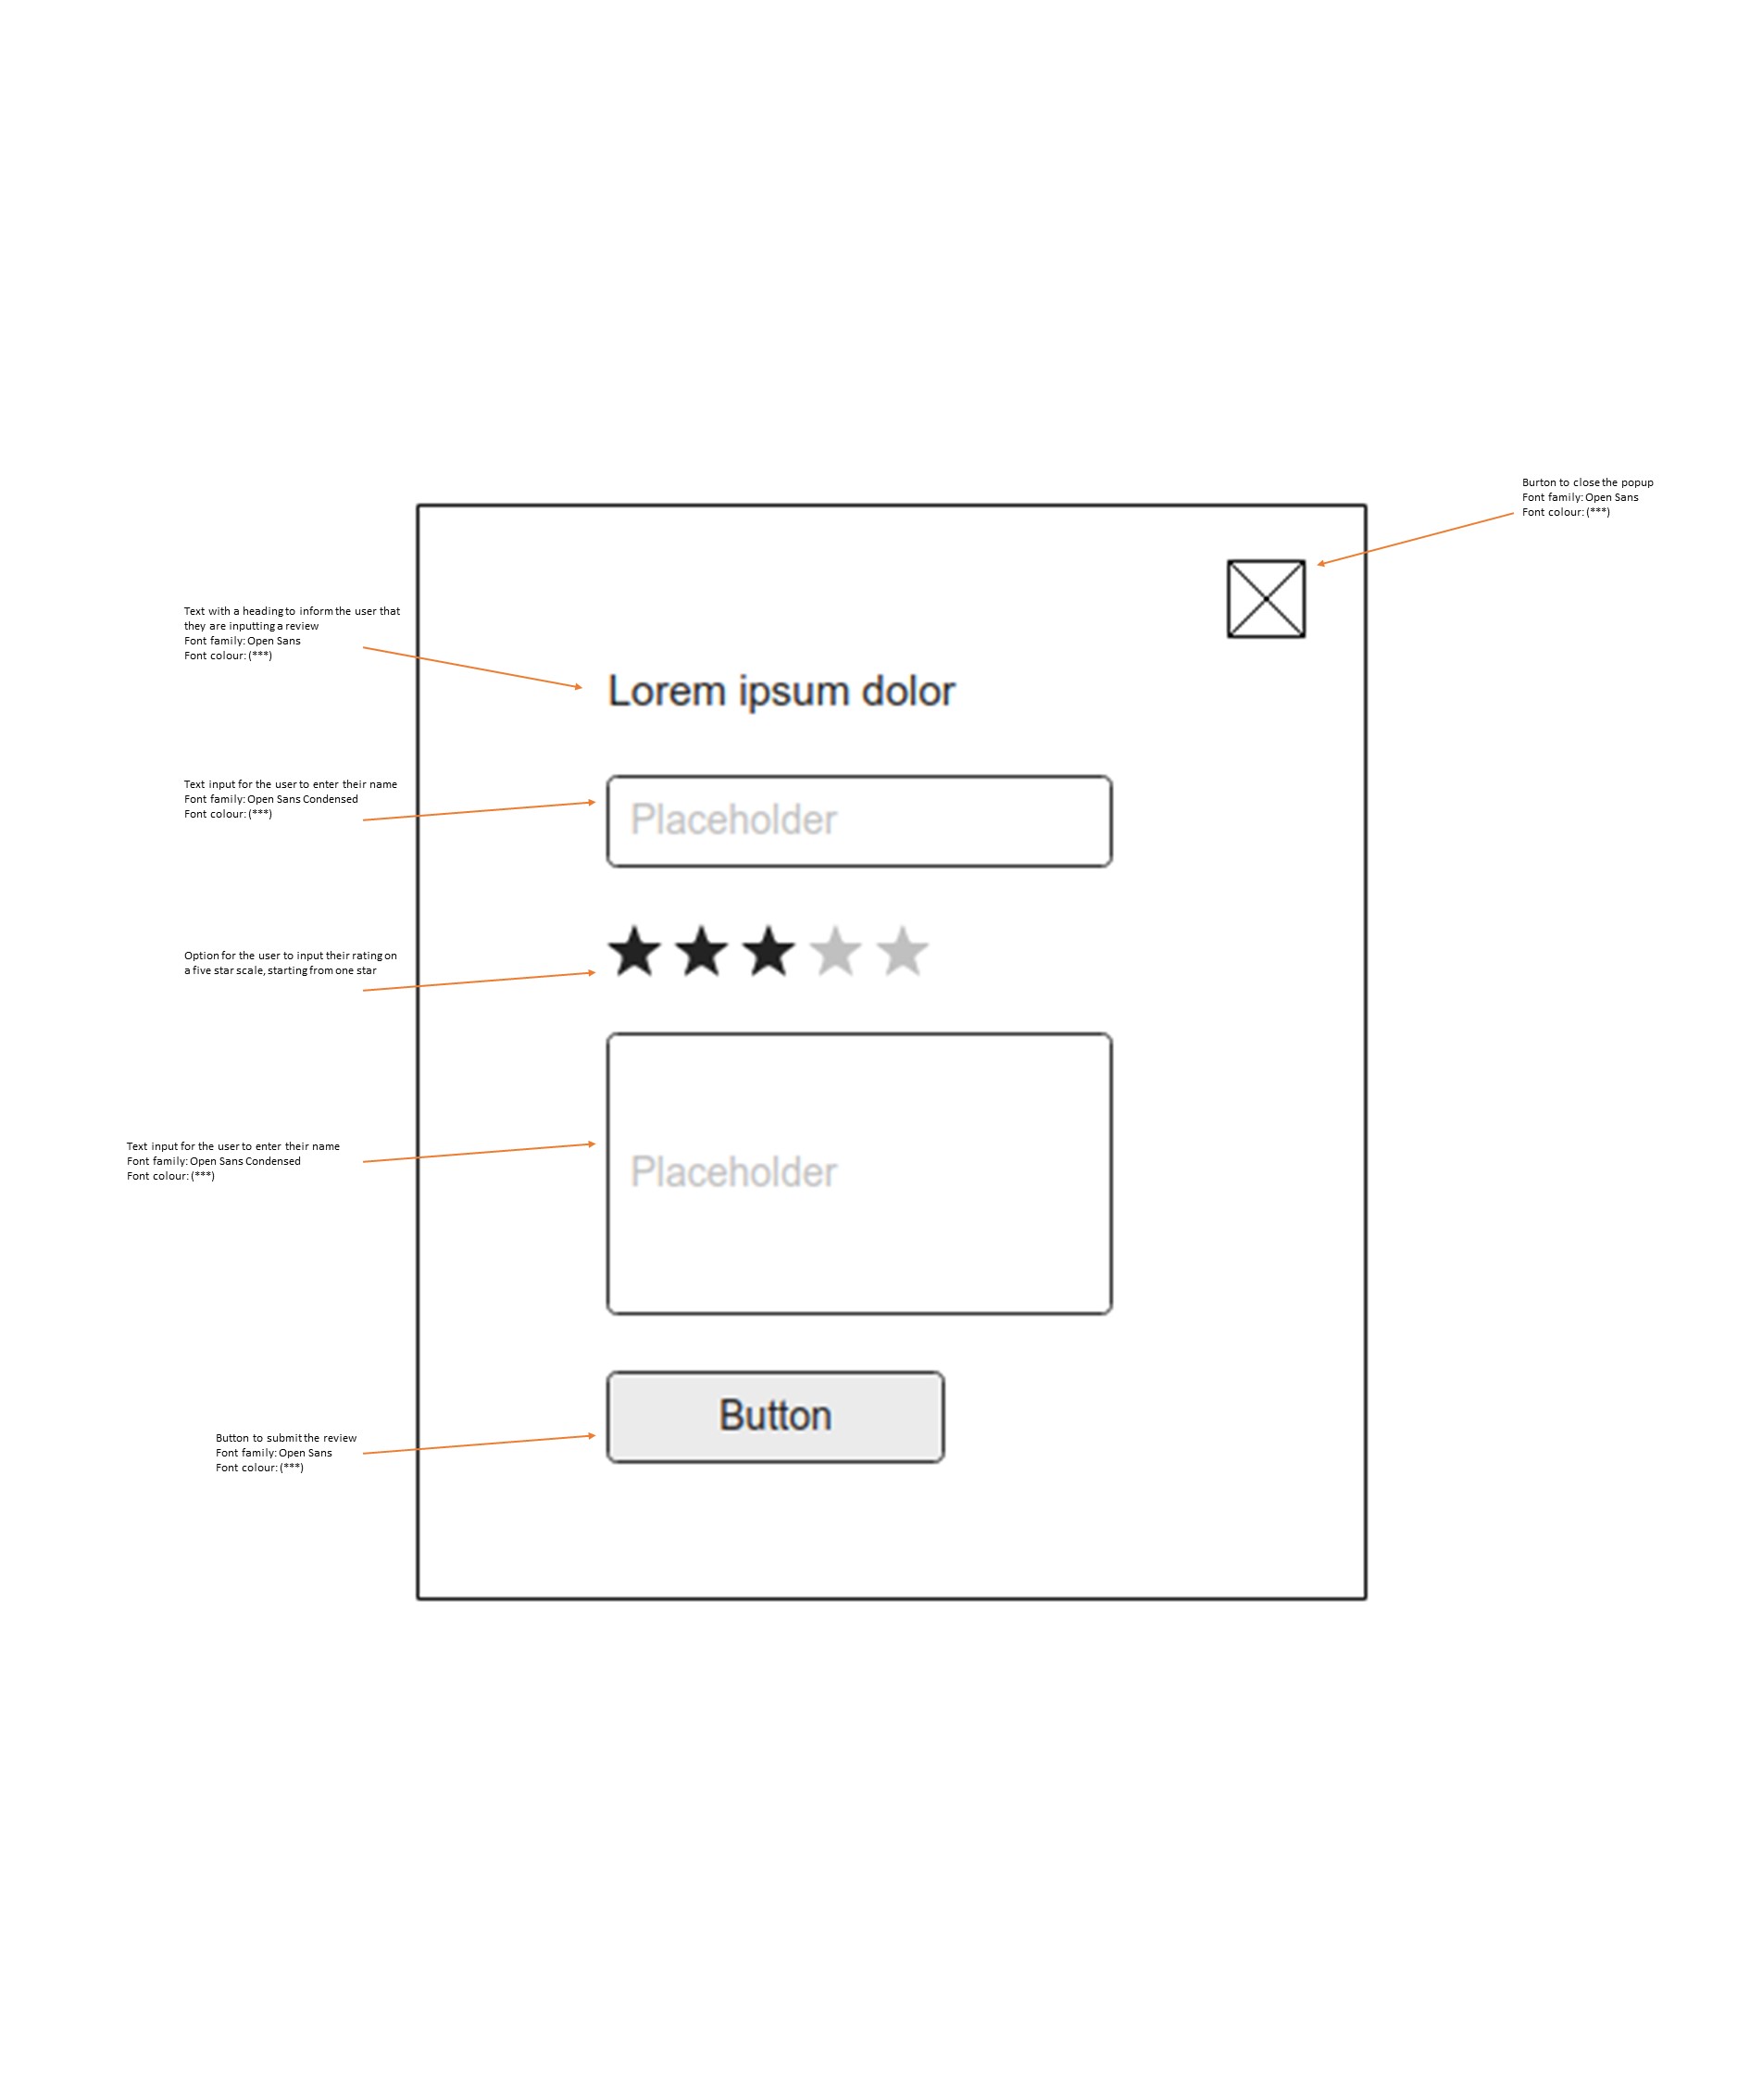 Burton to close the popup
Font family: Open Sans
Font colour: (***)
Text with a heading to inform the user that
they are inputting a review
Font family: Open Sans
Font colour: (***)
Lorem ipsum dolor
Text input for the user to enter their name
Font family: Open Sans Condensed
Font colour: (***)
Placeholder
Option for the user to input their rating on
a five star scale, starting from one star
Text input for the user to enter their name
Font family: Open Sans Condensed
Font colour: (***)
Placeholder
Button
Button to submit the review
Font family: Open Sans
Font colour: (***)